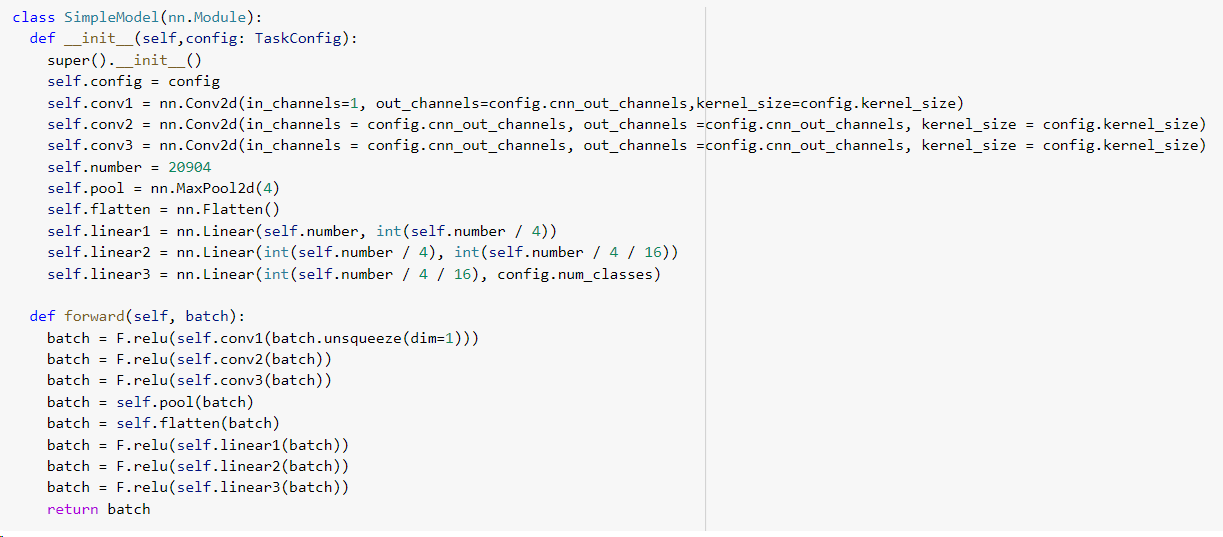 class SimpleModel(nn.Module):
  def __init__(self,config: TaskConfig):
    super().__init__()
    self.config = config
    self.conv1 = nn.Conv2d(in_channels=1, out_channels=config.cnn_out_channels,kernel_size=config.kernel_size)
    self.conv2 = nn.Conv2d(in_channels = config.cnn_out_channels, out_channels =config.cnn_out_channels, kernel_size = config.kernel_size)
    self.conv3 = nn.Conv2d(in_channels = config.cnn_out_channels, out_channels =config.cnn_out_channels, kernel_size = config.kernel_size)
    self.number = 20904
    self.pool = nn.MaxPool2d(4)
    self.flatten = nn.Flatten()
    self.linear1 = nn.Linear(self.number, int(self.number / 4))
    self.linear2 = nn.Linear(int(self.number / 4), int(self.number / 4 / 16))
    self.linear3 = nn.Linear(int(self.number / 4 / 16), config.num_classes)

  def forward(self, batch):
    batch = F.relu(self.conv1(batch.unsqueeze(dim=1)))
    batch = F.relu(self.conv2(batch))
    batch = F.relu(self.conv3(batch))
    batch = self.pool(batch)
    batch = self.flatten(batch)
    batch = F.relu(self.linear1(batch))
    batch = F.relu(self.linear2(batch))
    batch = F.relu(self.linear3(batch))
    return batch